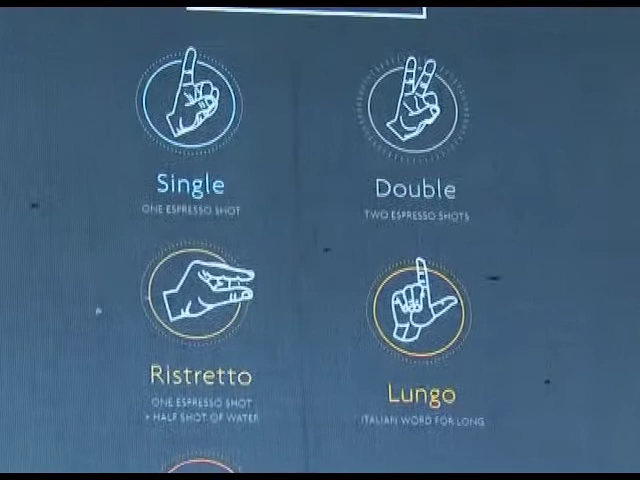 Single
ONE ESPRESSO SHOT
Double
TWO ESPRESSO SHOTS
Ristretto
ONE ESPRESSO SHOT
+ HALF SHOT OF WATER
Lungo
ITALIAN WORD FOR LONG